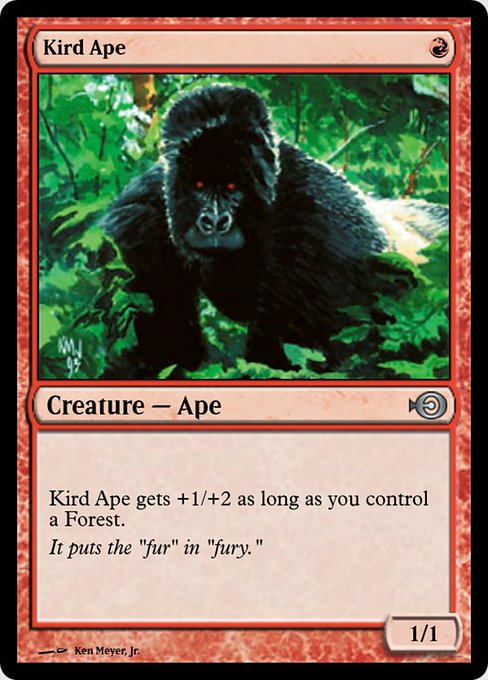 Kird Ape
Creature — Ape
Kird Ape gets +1/+2 as long as you control
a Forest.
It puts the "fur" in "fury."
1/1
Ken Meyer, Jr.